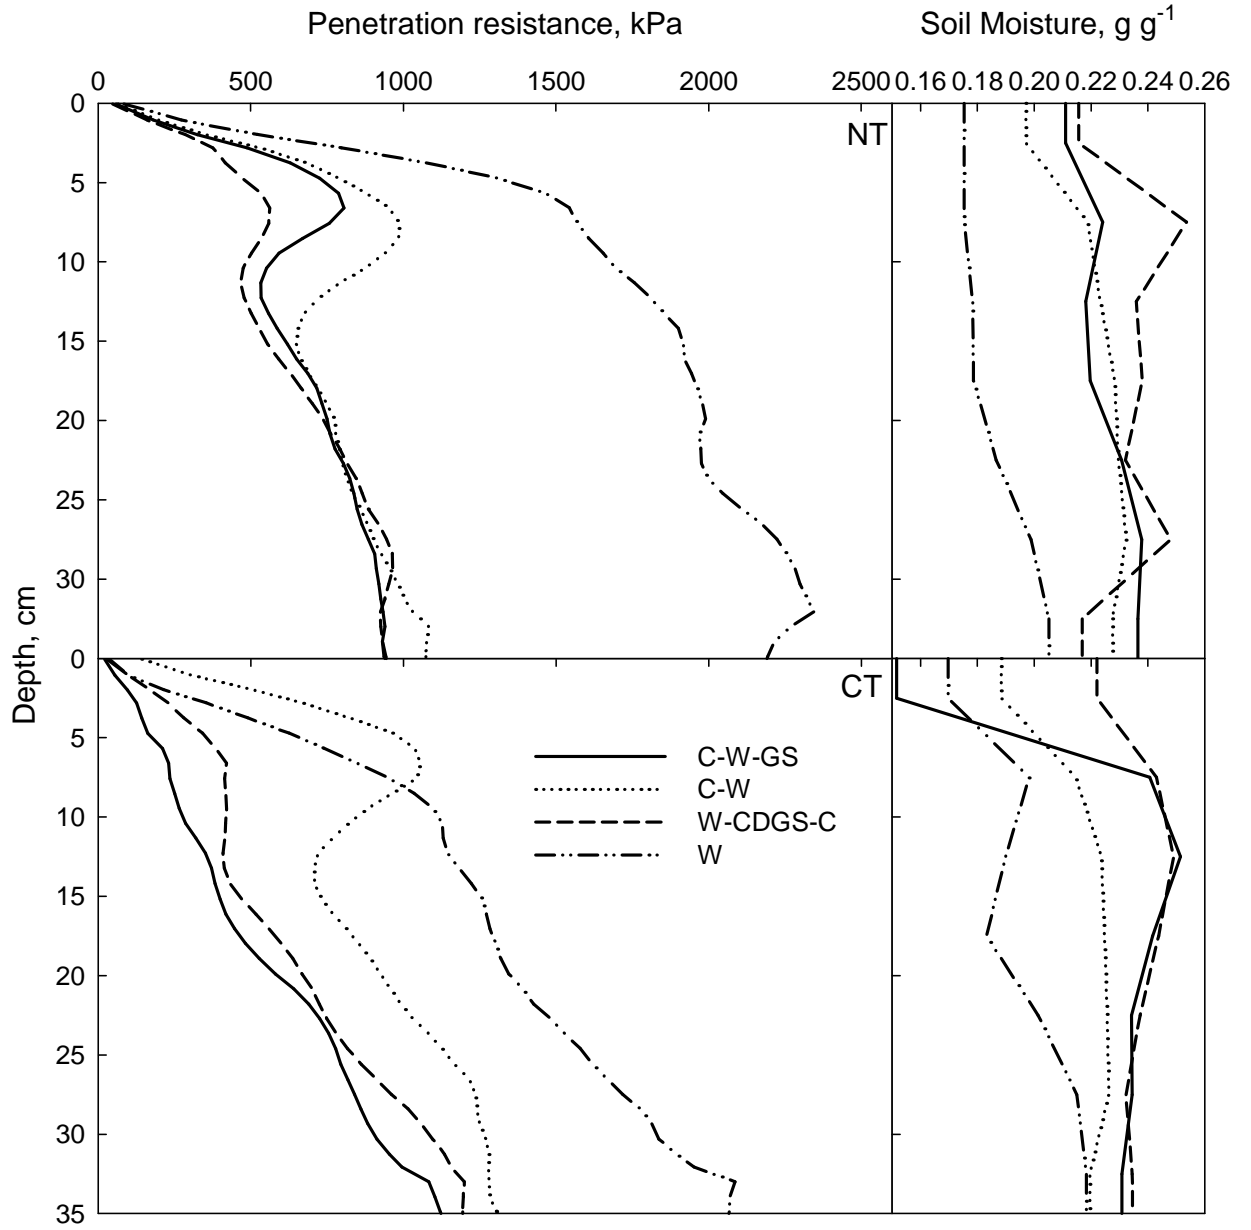 Penetration resistance, kPa
Soil Moisture, g g-1
0 500 1000 1500 2000 2500
0.16 0.18 0.20 0.22 0.24 0.26
0
5
10
15
20
25
30
NT
0
5
10
15
20
25
30
35
CT
Depth, cm
C-W-GS
C-W
W-CDGS-C
W